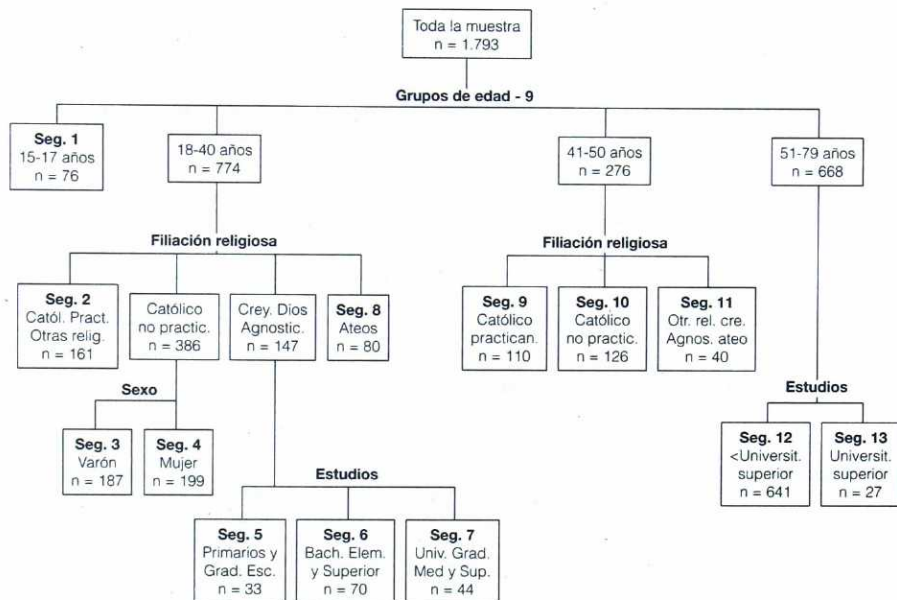 Toda la muestra
n = 1.793
Grupos de edad - 9
Seg. 1
15-17 años
n = 76
18-40 años
n = 774
41-50 años
n = 276
51-79 años
n = 668
Filiación religiosa
Filiación religiosa
Seg. 2
Catól. Pract.
Otras relig.
n = 161
Católico
no practic.
n = 386
Crey. Dios
Agnostic.
n = 147
Seg. 8
Ateos
n = 80
Seg. 9
Católico
practican.
n = 110
Seg. 10
Católico
no practic.
n = 126
Seg. 11
Otr. rel. cre.
Agnos. ateo
n = 40
Sexo
Estudios
Seg. 3
Varón
n = 187
Seg. 4
Mujer
n = 199
Seg. 12
<Universit.
superior
n = 641
Seg. 13
Universit.
superior
n = 27
Estudios
Seg. 5
Primarios y
Grad. Esc.
n = 33
Seg. 6
Bach. Elem.
y Superior
n = 70
Seg. 7
Univ. Grad.
Med y Sup.
n = 44